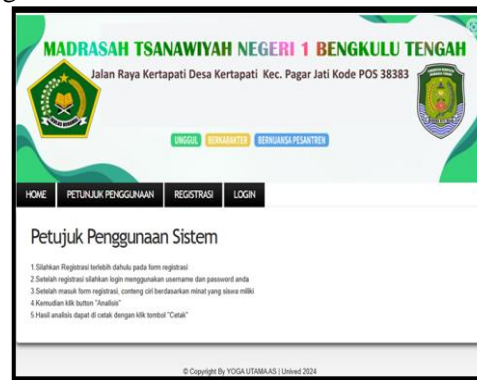 MADRASAH TSANAWIYAH NEGERI 1 BENGKULU TENGAH
Jalan Raya Kertapati Desa Kertapati Kec. Pagar Jati Kode POS 38383
UNGGUL BERKARAKTER BERNUANSA PESANTREN
HOME PETUNJUK PENGGUNAAN REGISTRASI LOGIN
Petujuk Penggunaan Sistem
1.Silahkan Registrasi terlebih dahulu pada form registrasi
2.Setelah registrasi silahkan login menggunakan username dan password anda
3.Setelah masuk form registrasi, conteng ciri berdasarkan minat yang siswa miliki
4.Kemudian klik button "Analisis"
5.Hasil analisis dapat di cetak dengan klik tombol "Cetak"
© Copyright By YOGA UTAMA AS | Unived 2024